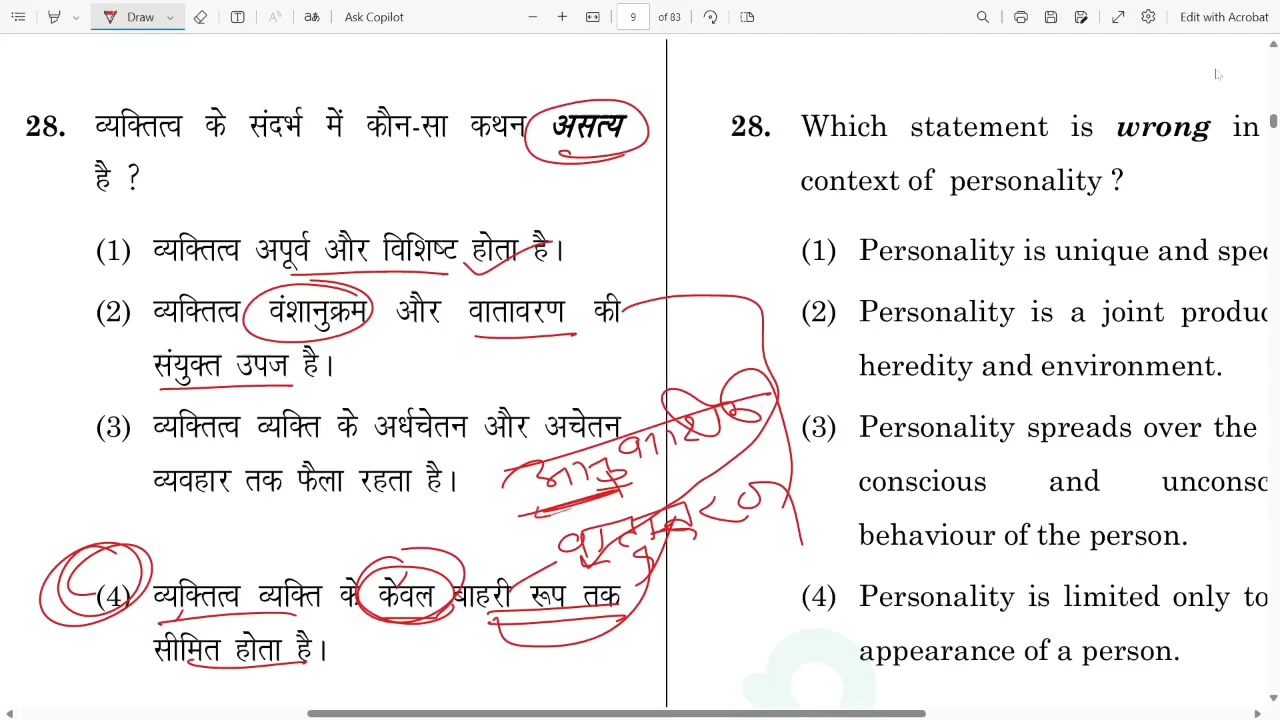 Draw
Ask Copilot
9
of 83
Edit with Acrobat
28. व्यक्तित्व के संदर्भ में कौन-सा कथन असत्य
है ?
(1) व्यक्तित्व अपूर्व और विशिष्ट होता है।
(2) व्यक्तित्व वंशानुक्रम और वातावरण की
संयुक्त उपज है।
(3) व्यक्तित्व व्यक्ति के अर्धचेतन और अचेतन
व्यवहार तक फैला रहता है।
(4) व्यक्तित्व व्यक्ति के केवल बाहरी रूप तक
सीमित होता है।
28. Which statement is wrong in
context of personality ?
(1) Personality is unique and spec
(2) Personality is a joint produc
heredity and environment.
(3) Personality spreads over the
conscious and unconsc
behaviour of the person.
(4) Personality is limited only to
appearance of a person.